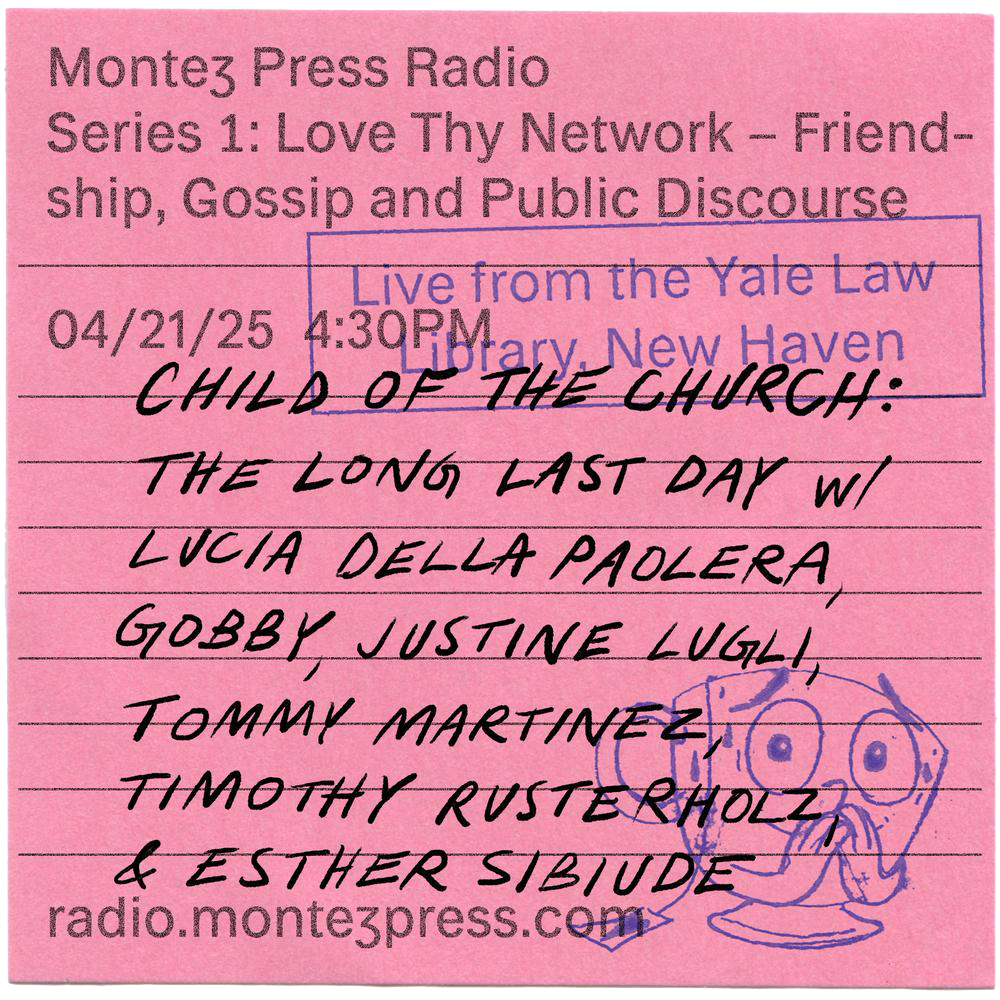 Monteʒ Press Radio
Series 1: Love Thy Network – Friend-
ship, Gossip and Public Discourse
Live from the Yale Law
Library, New Haven
04/21/25 4:30PM
CHILD OF THE CHURCH:
THE LONG LAST DAY w/
LUCIA DELLA PAOLERA,
GOBBY, JUSTINE LUGLI,
TOMMY MARTINEZ,
TIMOTHY RUSTERHOLZ,
& ESTHER SIBIUDE
radio.monteʒpress.com